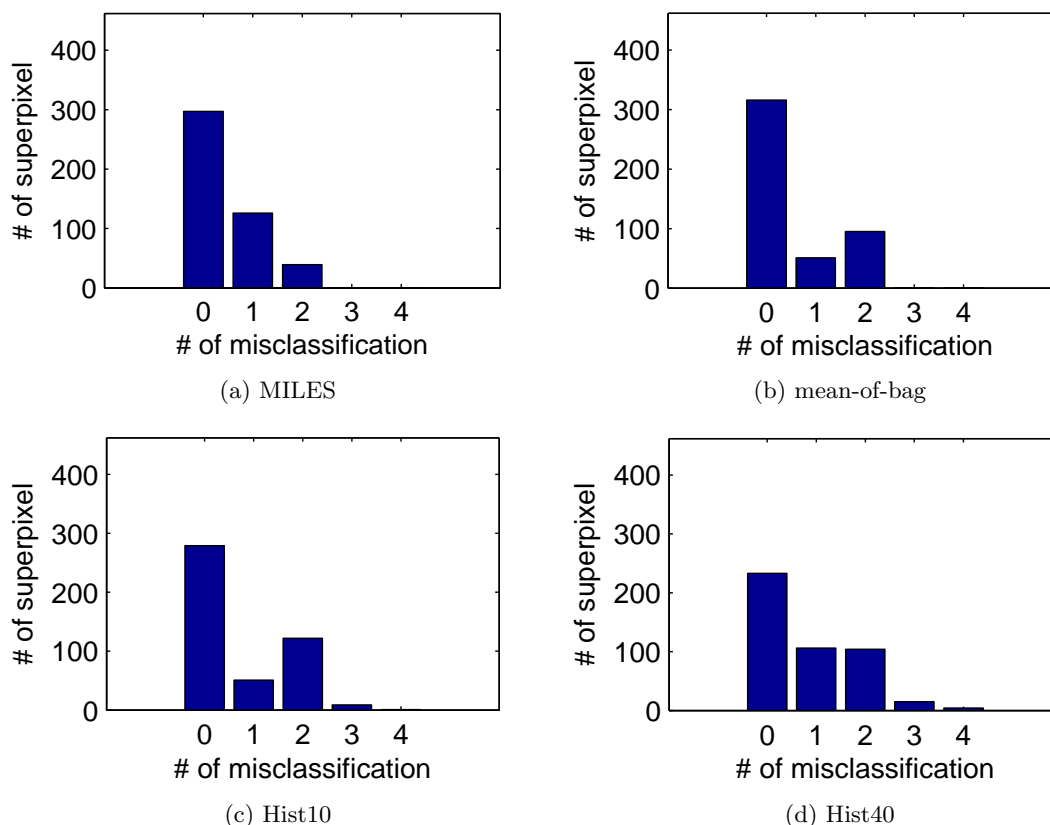 400
300
200
100
0
# of superpixel
0 1 2 3 4
# of misclassification
(a) MILES
400
300
200
100
0
# of superpixel
0 1 2 3 4
# of misclassification
(b) mean-of-bag
400
300
200
100
0
# of superpixel
0 1 2 3 4
# of misclassification
(c) Hist10
400
300
200
100
0
# of superpixel
0 1 2 3 4
# of misclassification
(d) Hist40